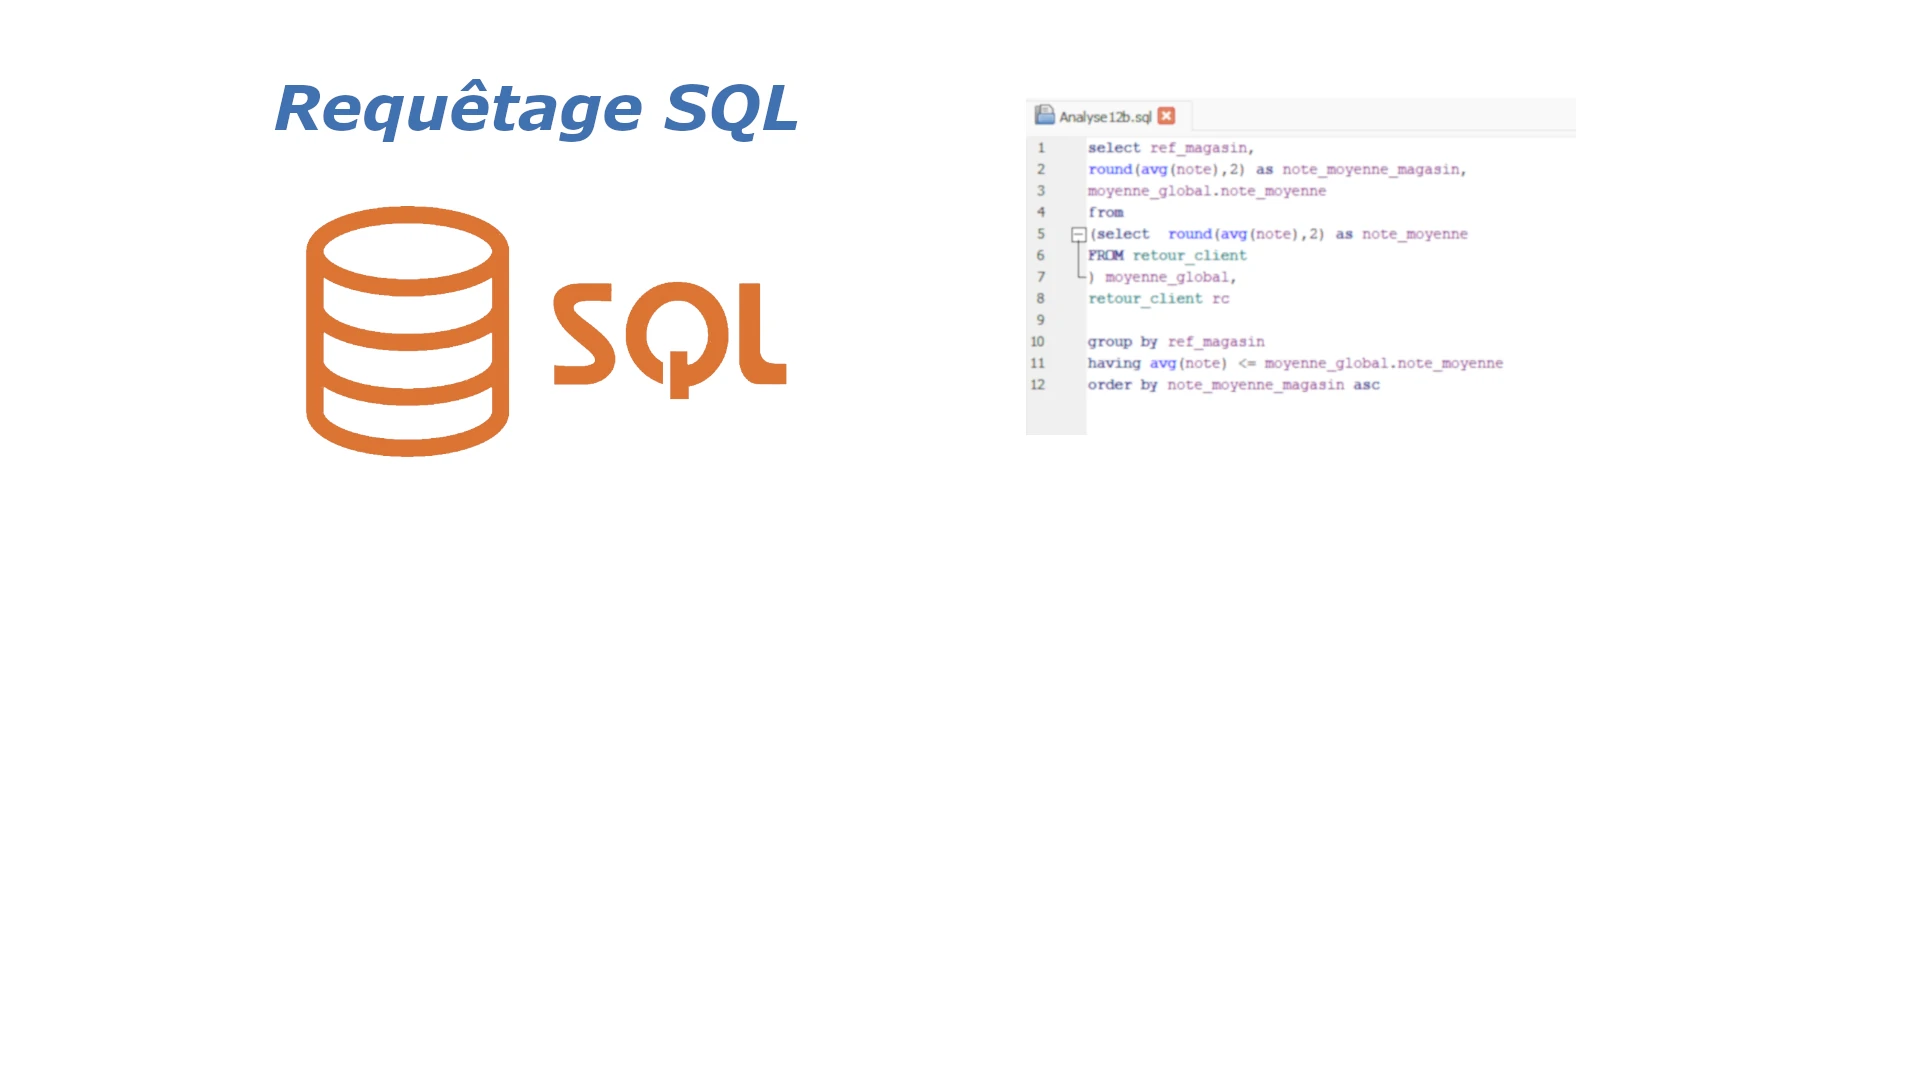 Requêtage SQL
SQL
Analyse12b.sql
1 select ref_magasin,
2 round(avg(note),2) as note_moyenne_magasin,
3 moyenne_global.note_moyenne
4 from
5 (select  round(avg(note),2) as note_moyenne
6 FROM retour_client
7 ) moyenne_global,
8 retour_client rc
9
10 group by ref_magasin
11 having avg(note) <= moyenne_global.note_moyenne
12 order by note_moyenne_magasin asc